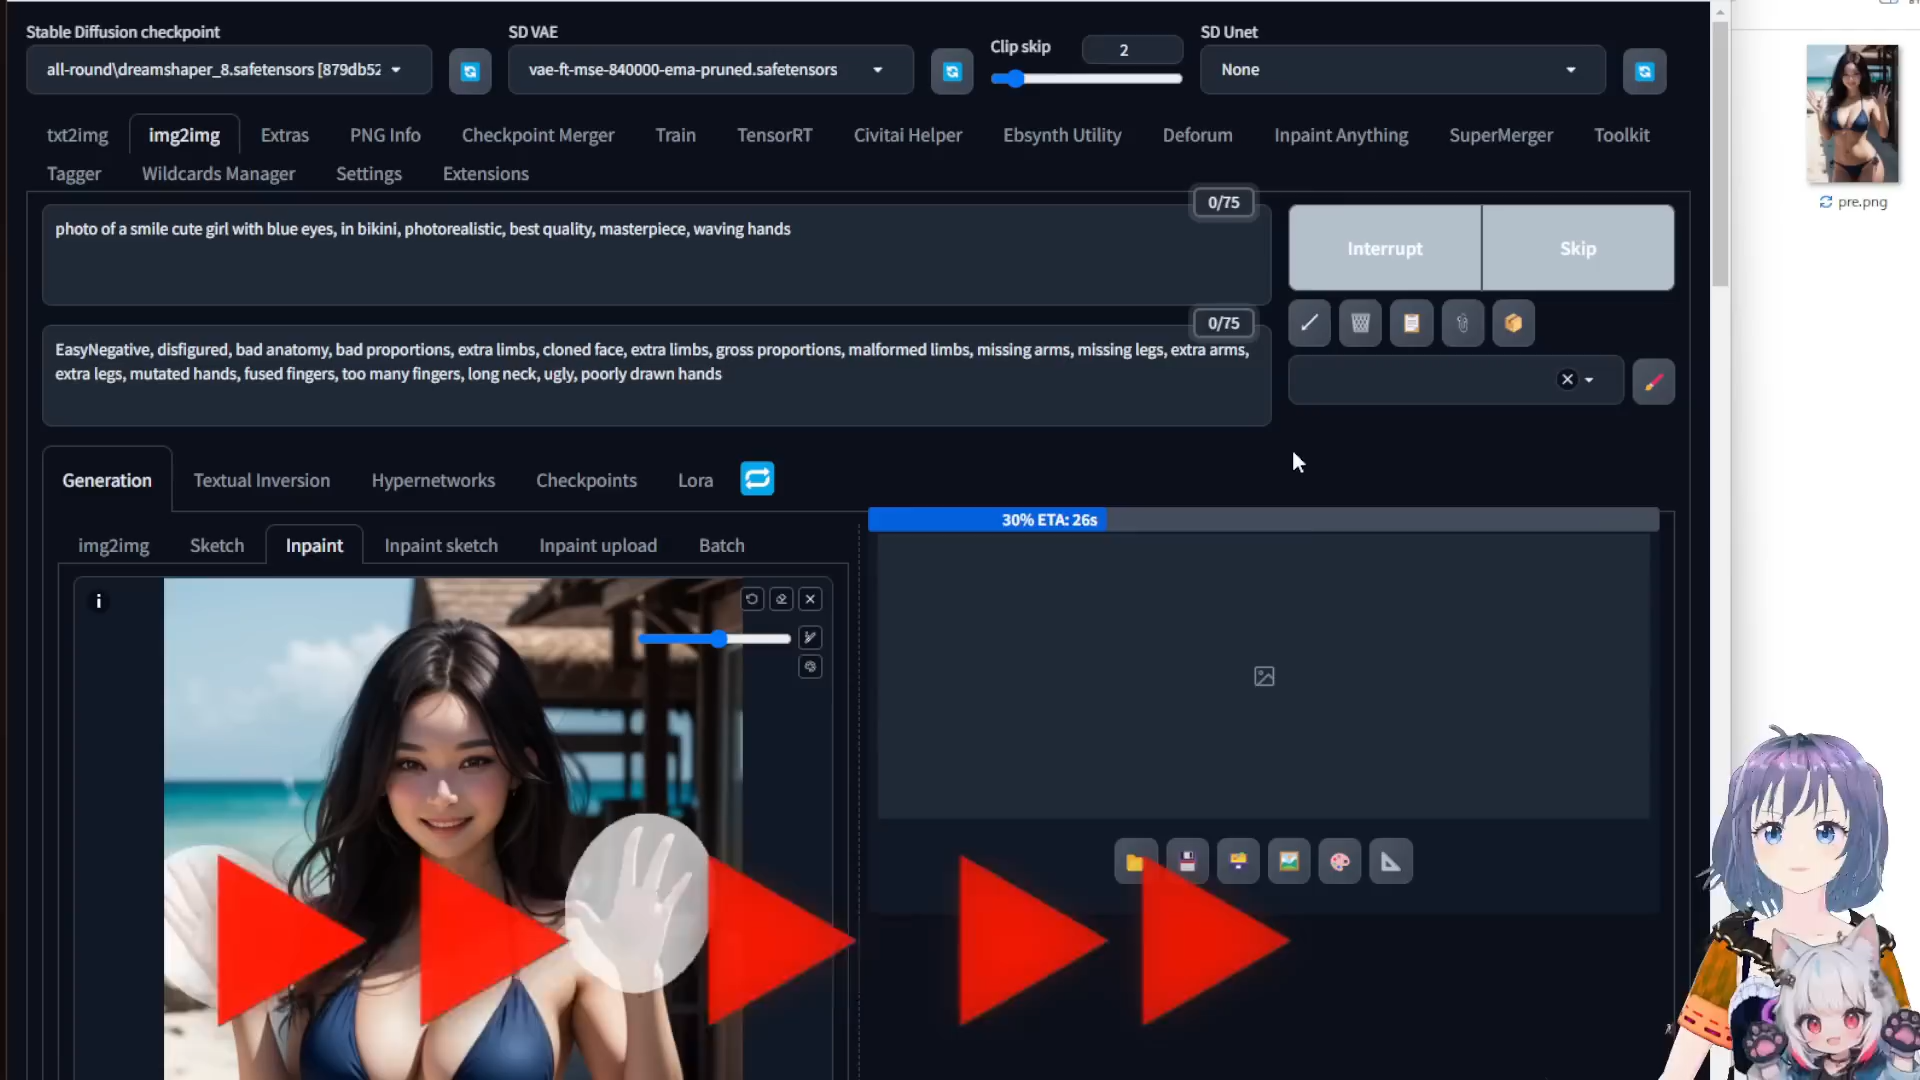 Stable Diffusion checkpoint
all-round\dreamshaper_8.safetensors [879db52
SD VAE
vae-ft-mse-840000-ema-pruned.safetensors
Clip skip
2
SD Unet
None
txt2img
img2img
Extras
PNG Info
Checkpoint Merger
Train
TensorRT
Civitai Helper
Ebsynth Utility
Deforum
Inpaint Anything
SuperMerger
Toolkit
Tagger
Wildcards Manager
Settings
Extensions
0/75
photo of a smile cute girl with blue eyes, in bikini, photorealistic, best quality, masterpiece, waving hands
Interrupt
Skip
0/75
EasyNegative, disfigured, bad anatomy, bad proportions, extra limbs, cloned face, extra limbs, gross proportions, malformed limbs, missing arms, missing legs, extra arms,
extra legs, mutated hands, fused fingers, too many fingers, long neck, ugly, poorly drawn hands
Generation
Textual Inversion
Hypernetworks
Checkpoints
Lora
img2img
Sketch
Inpaint
Inpaint sketch
Inpaint upload
Batch
30% ETA: 26s
pre.png